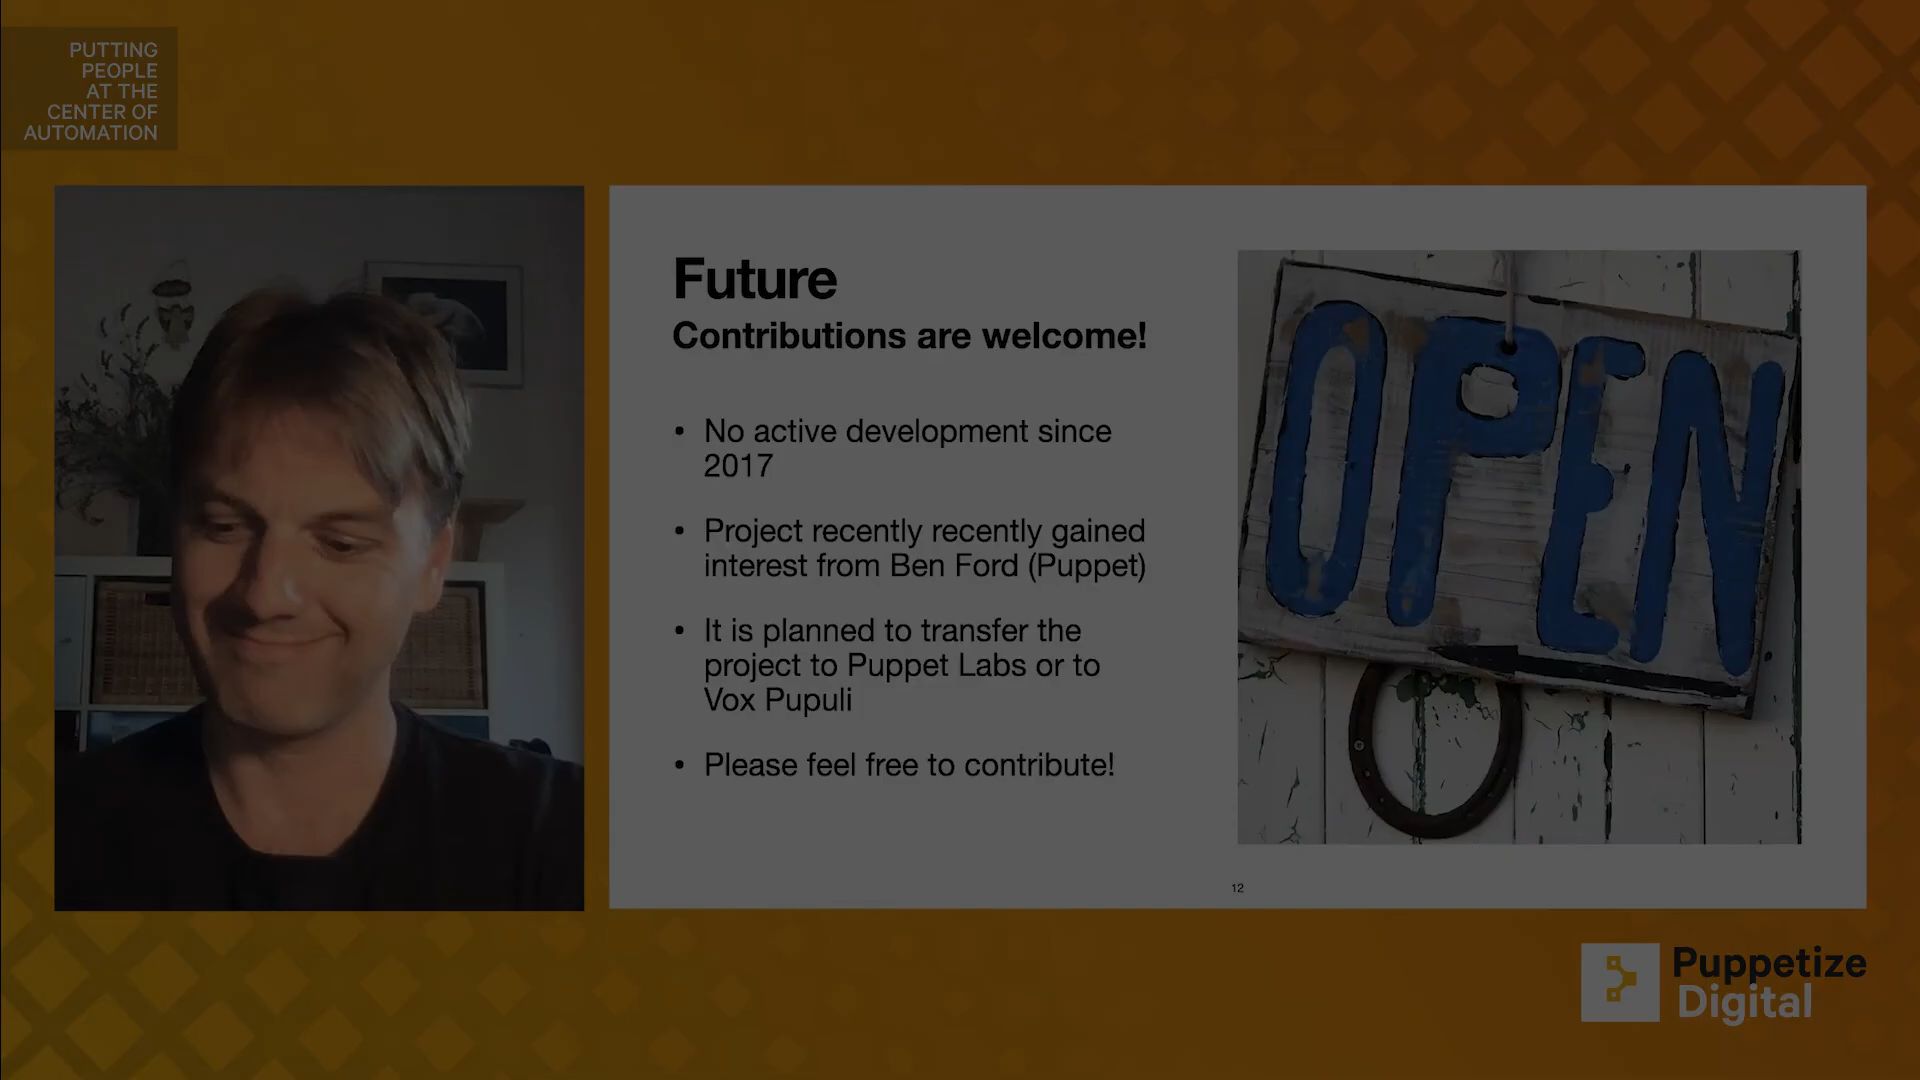 PUTTING
PEOPLE
AT THE
CENTER OF
AUTOMATION
Future
Contributions are welcome!
• No active development since
2017
• Project recently recently gained
interest from Ben Ford (Puppet)
• It is planned to transfer the
project to Puppet Labs or to
Vox Pupuli
• Please feel free to contribute!
OPEN
12
Puppetize
Digital